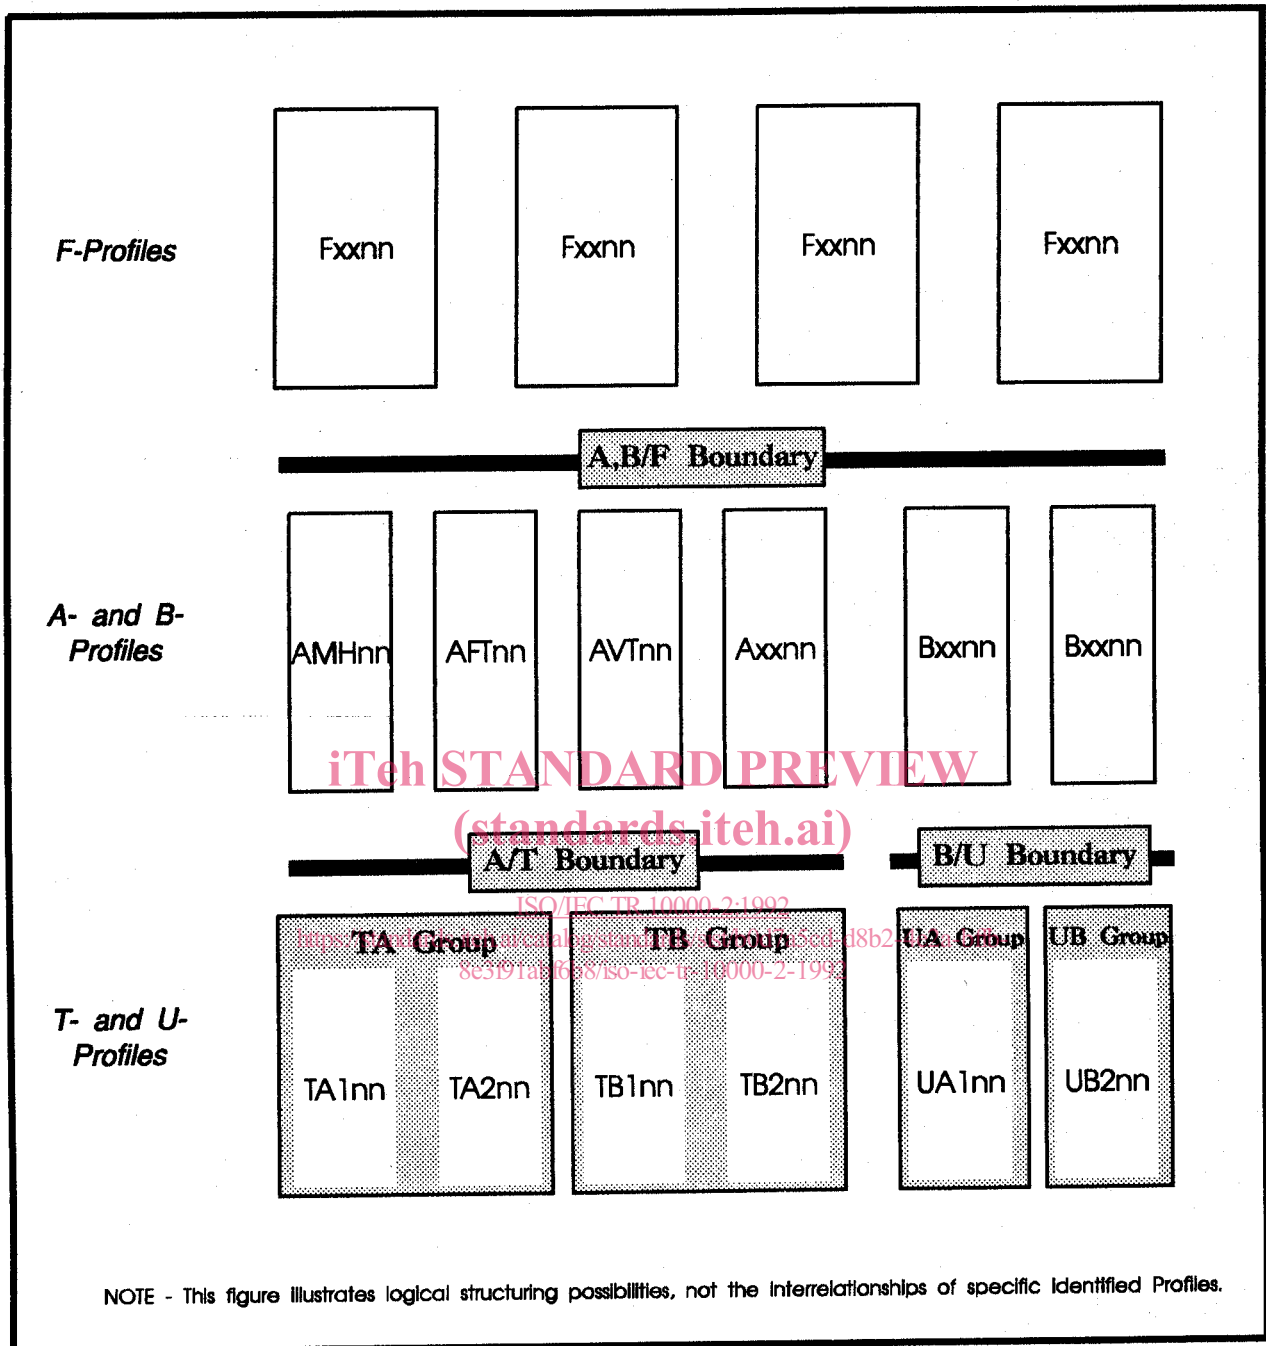 Fxxnn Fxxnn Fxxnn Fxxnn
F-Profiles
A,B/F Boundary
A- and B-
Profiles
AMHnn AFTnn AVTnn Axxnn Bxxnn Bxxnn
iTeh STANDARD PREVIEW
(standards.iteh.ai)
A/T Boundary B/U Boundary
ISO/IEC TR 10000-2:1992
TA Group TB Group UA Group UB Group
8e3f91abf6b8/iso-iec-tr-10000-2-1992
T- and U-
Profiles
TA1nn TA2nn TB1nn TB2nn UA1nn UB2nn
NOTE - This figure illustrates logical structuring possibilities, not the interrelationships of specific identified Profiles.